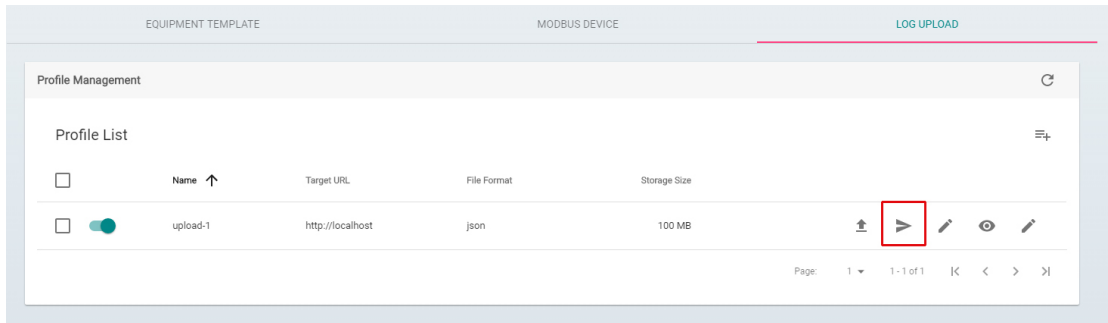 EQUIPMENT TEMPLATE MODBUS DEVICE LOG UPLOAD
Profile Management
Profile List
Name Target URL File Format Storage Size
upload-1 http://localhost json 100 MB
Page: 1 1 - 1 of 1